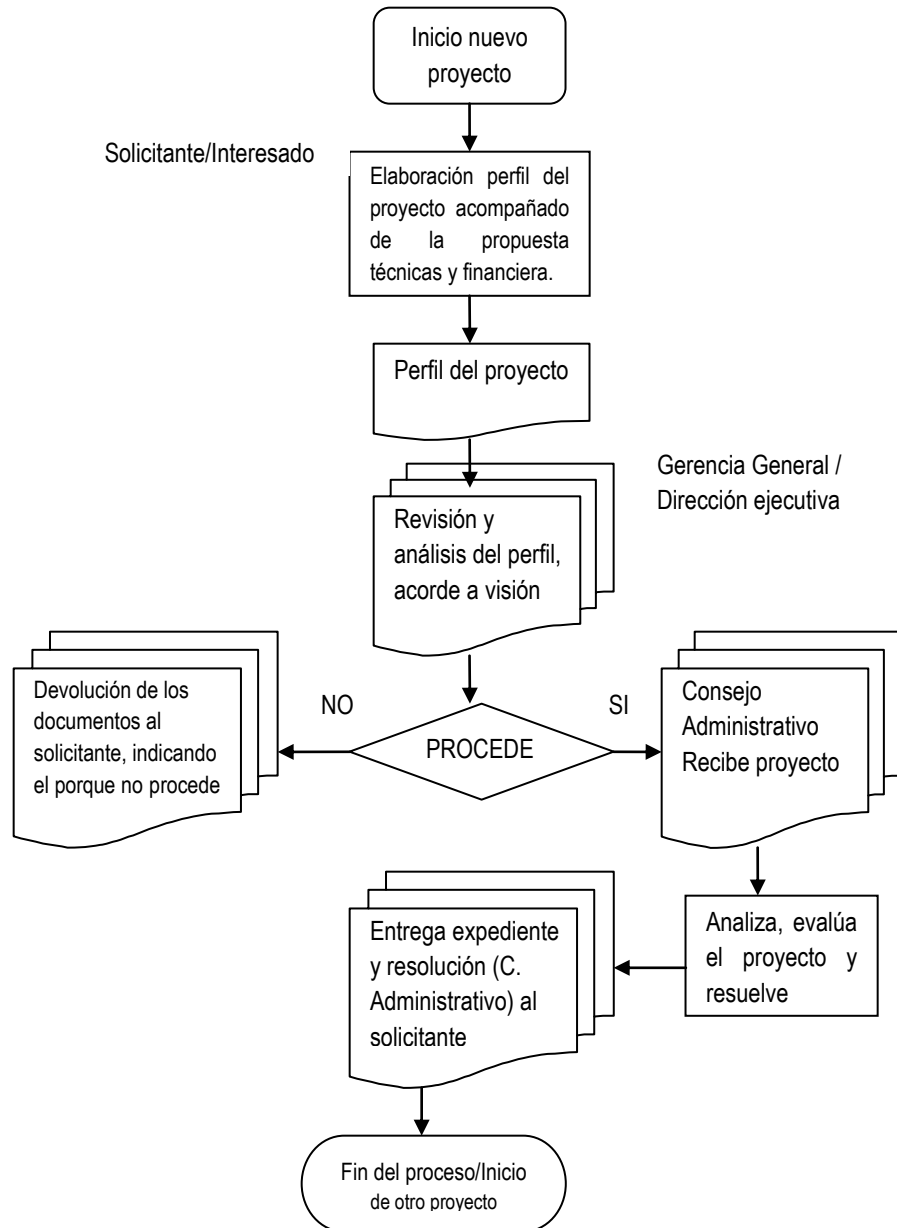 Inicio nuevo
proyecto
Solicitante/Interesado
Elaboración perfil del
proyecto acompañado
de la propuesta
técnicas y financiera.
Perfil del proyecto
Gerencia General /
Dirección ejecutiva
Revisión y
análisis del perfil,
acorde a visión
NO
SI
PROCEDE
Devolución de los
documentos al
solicitante, indicando
el porque no procede
Consejo
Administrativo
Recibe proyecto
Analiza, evalúa
el proyecto y
resuelve
Entrega expediente
y resolución (C.
Administrativo) al
solicitante
Fin del proceso/Inicio
de otro proyecto